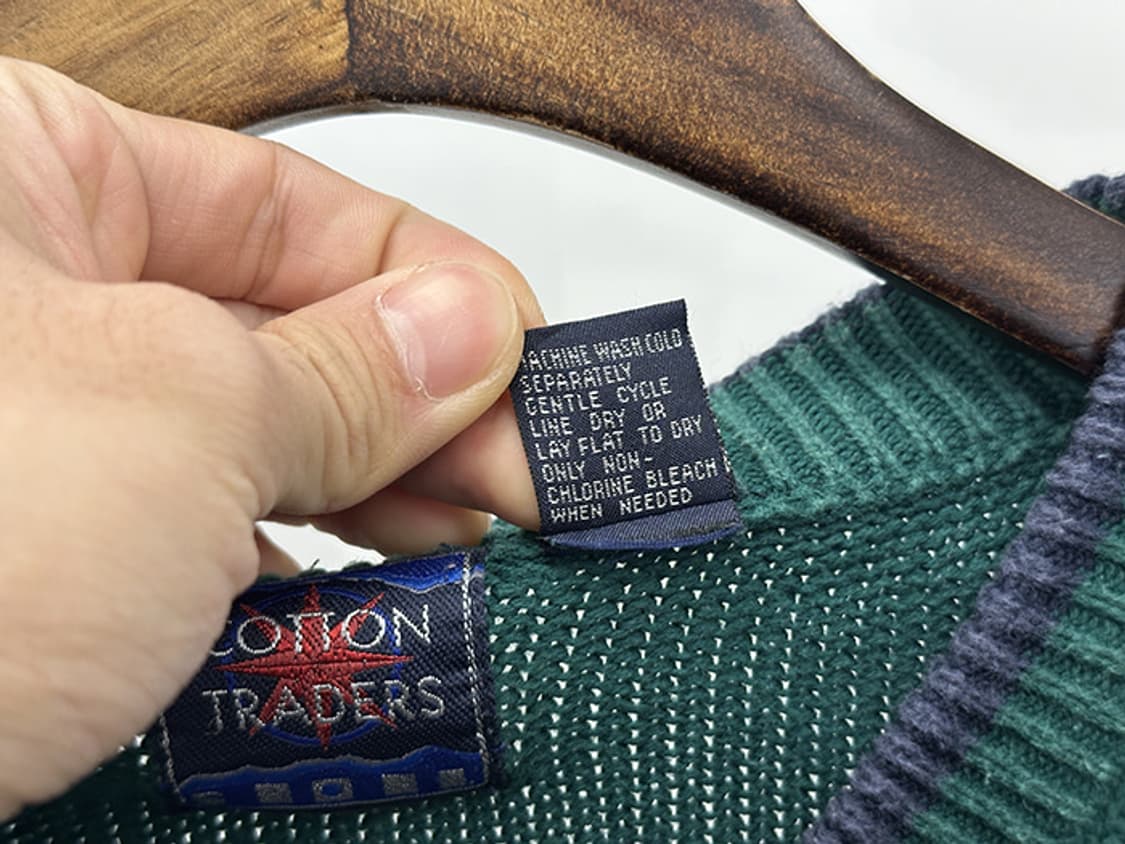 ACHINE WASH COLD
SEPARATELY
GENTLE CYCLE
LINE DRY OR
LAY FLAT TO DRY
ONLY NON-
CHLORINE BLEACH
WHEN NEEDED
COTTON
TRADERS